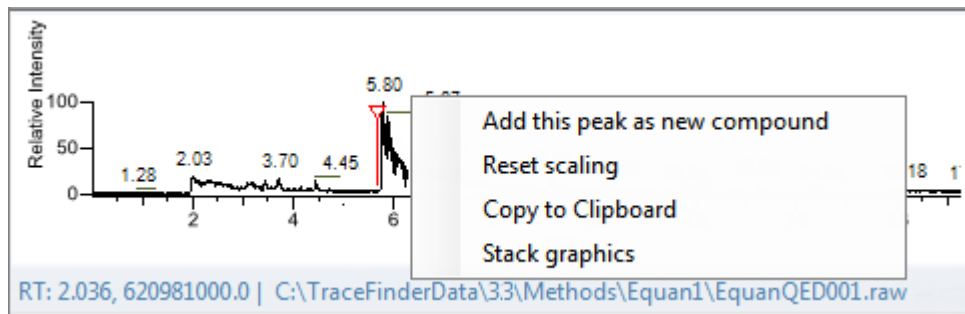 Relative Intensity
5.80
100
50
0
1.28
2.03
3.70
4.45
2
4
6
Add this peak as new compound
Reset scaling
Copy to Clipboard
Stack graphics
18
RT: 2.036, 620981000.0 | C:\TraceFinderData\33\Methods\Equan1\EquanQED001.raw